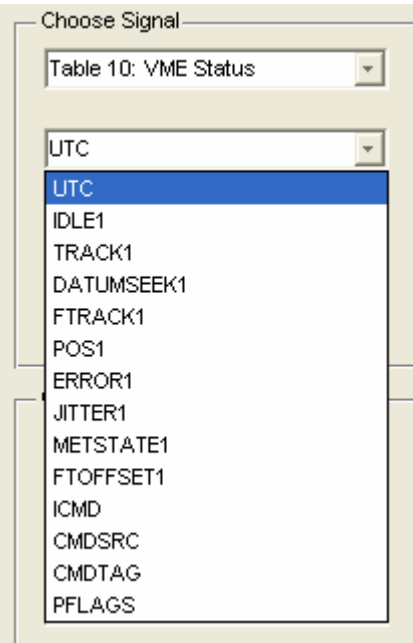 Choose Signal
Table 10: VME Status
UTC
UTC
IDLE1
TRACK1
DATUMSEEK1
FTRACK1
POS1
ERROR1
JITTER1
METSTATE1
FTOFFSET1
ICMD
CMDSRC
CMDTAG
PFLAGS